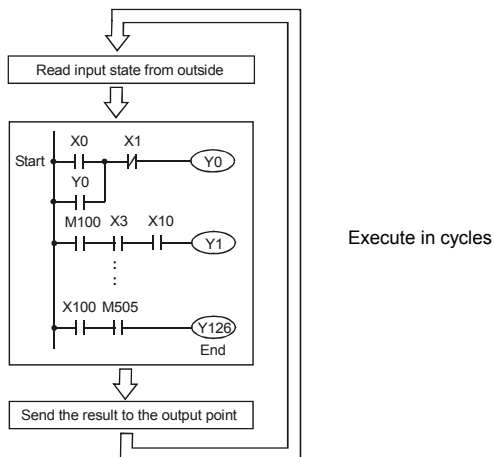 Read input state from outside
X0 X1
Start Y0
Y0
M100 X3 X10
Y1
Execute in cycles
X100 M505
Y126
End
Send the result to the output point